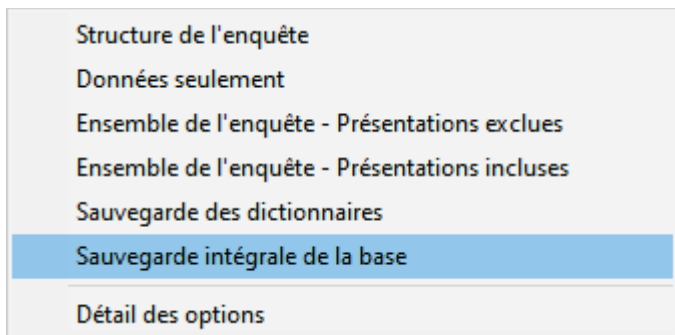 Structure de l'enquête
Données seulement
Ensemble de l'enquête - Présentations exclues
Ensemble de l'enquête - Présentations incluses
Sauvegarde des dictionnaires
Sauvegarde intégrale de la base
Détail des options